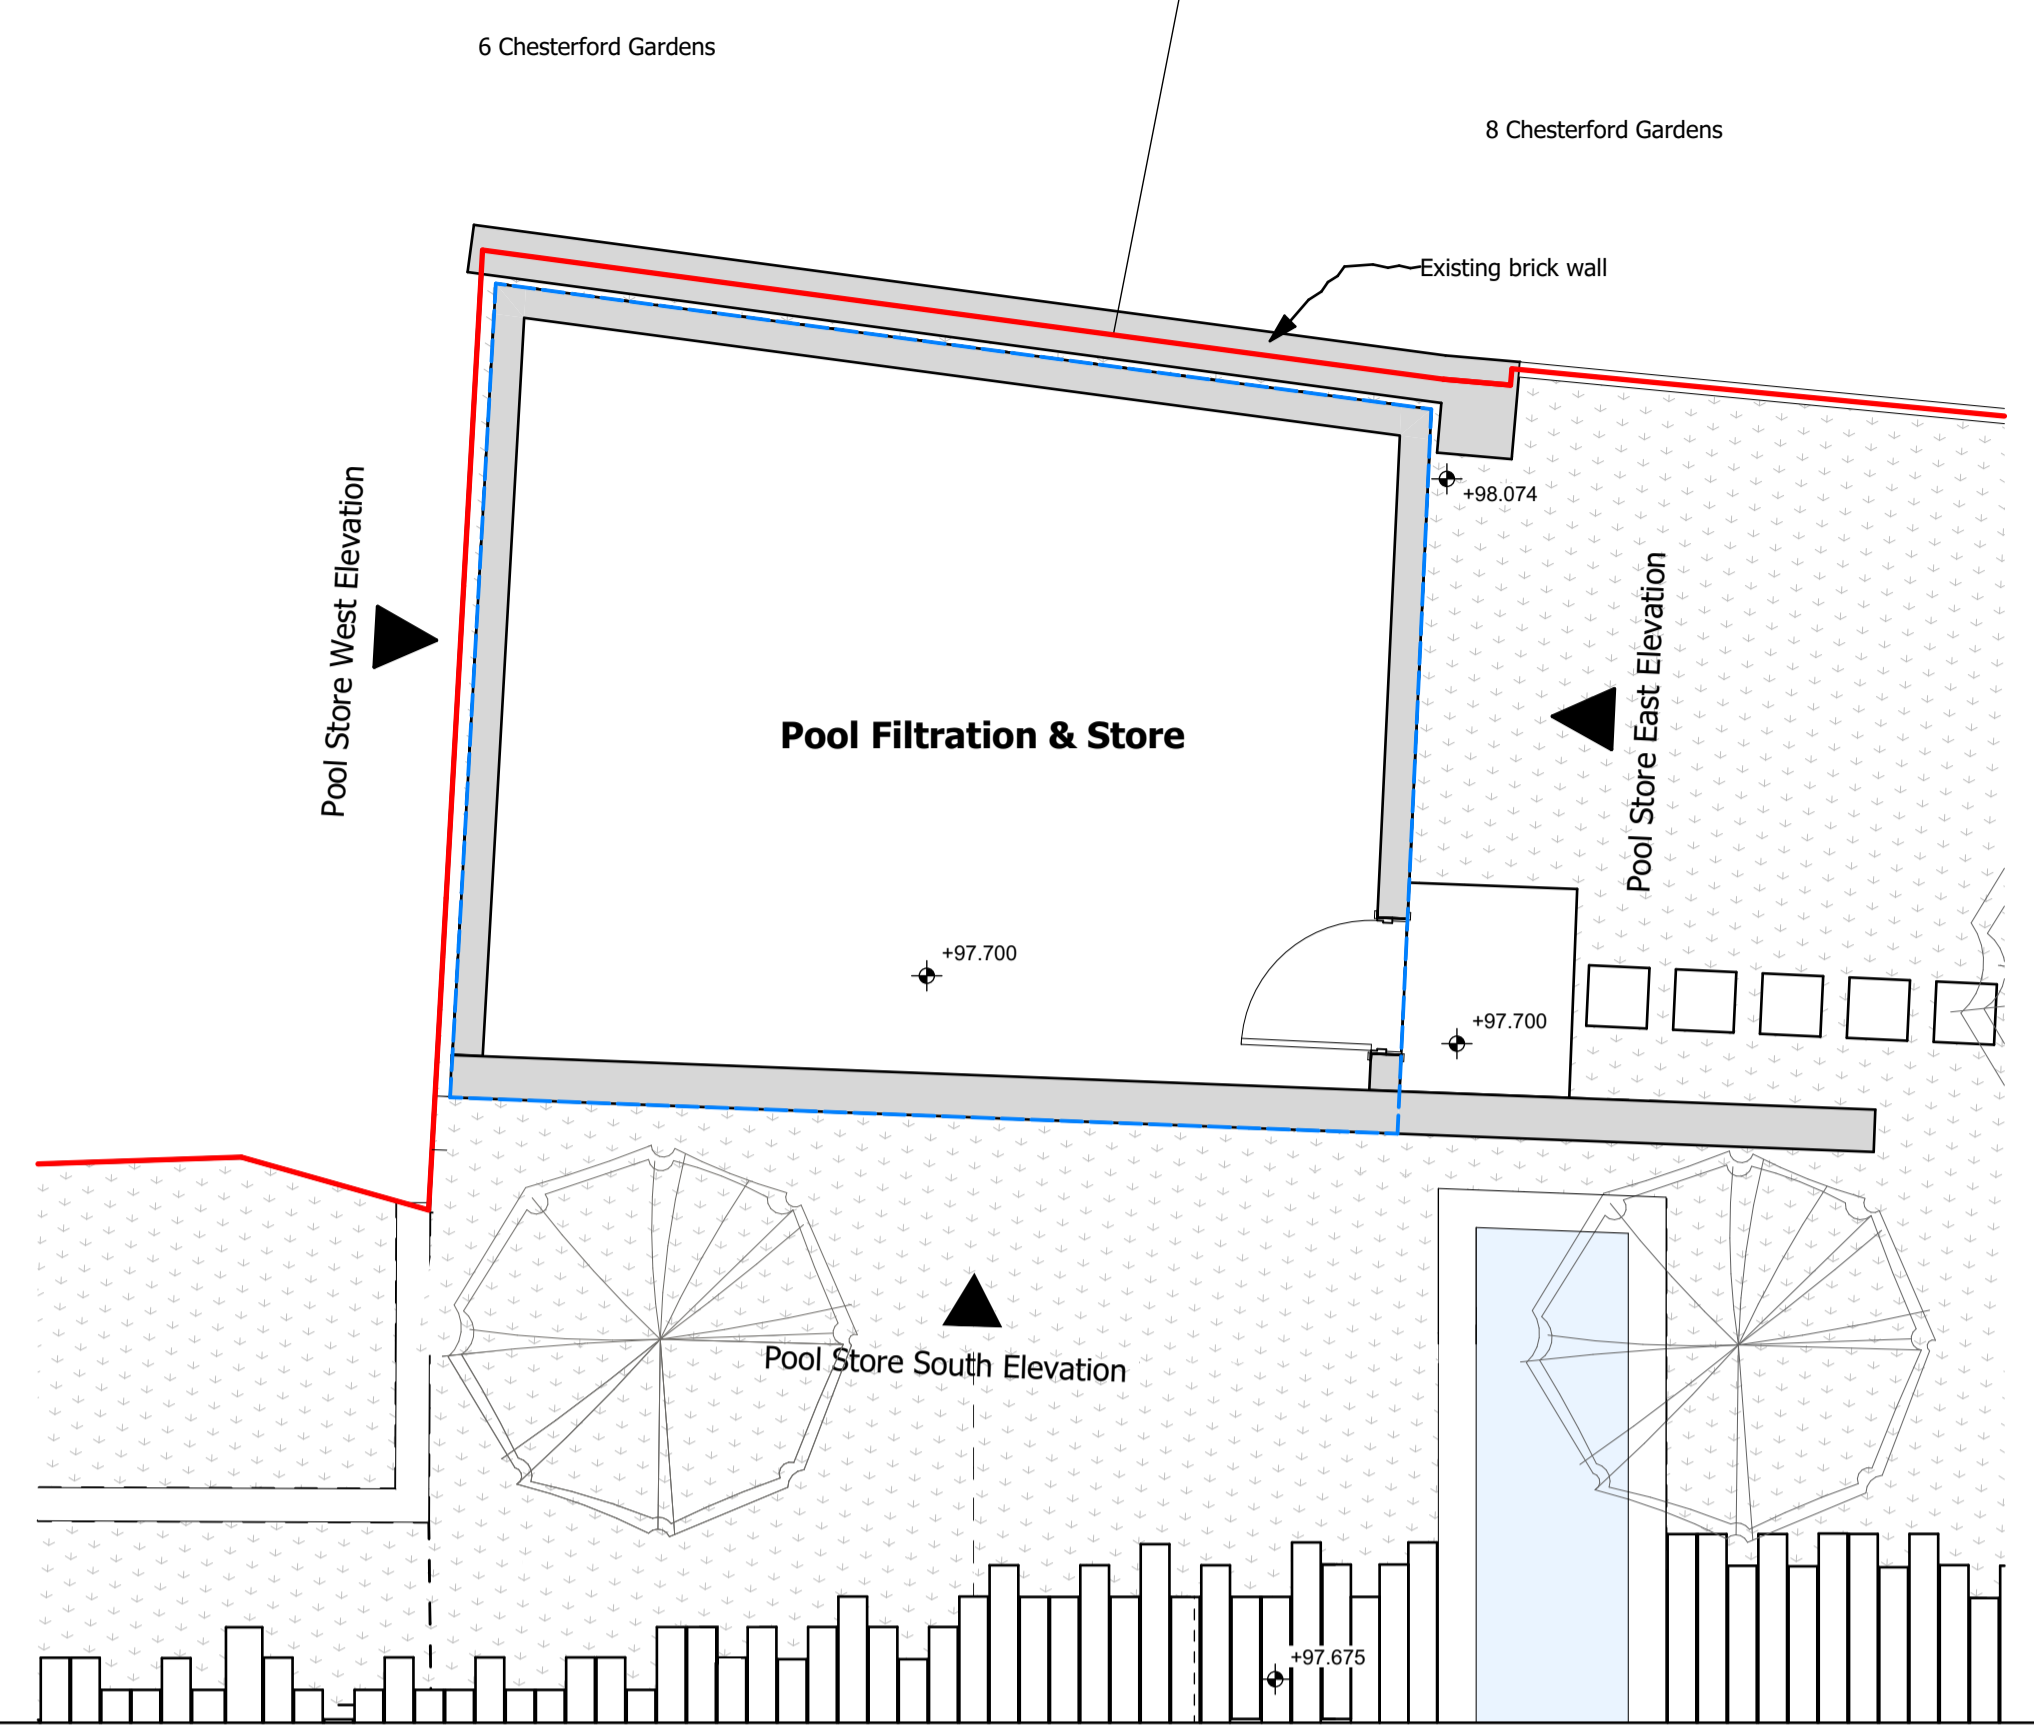 6 Chesterford Gardens
8 Chesterford Gardens
Existing brick wall
+98.074
Pool Store West Elevation
Pool Store East Elevation
Pool Filtration & Store
+97.700
+97.700
Pool Store South Elevation
+97.675